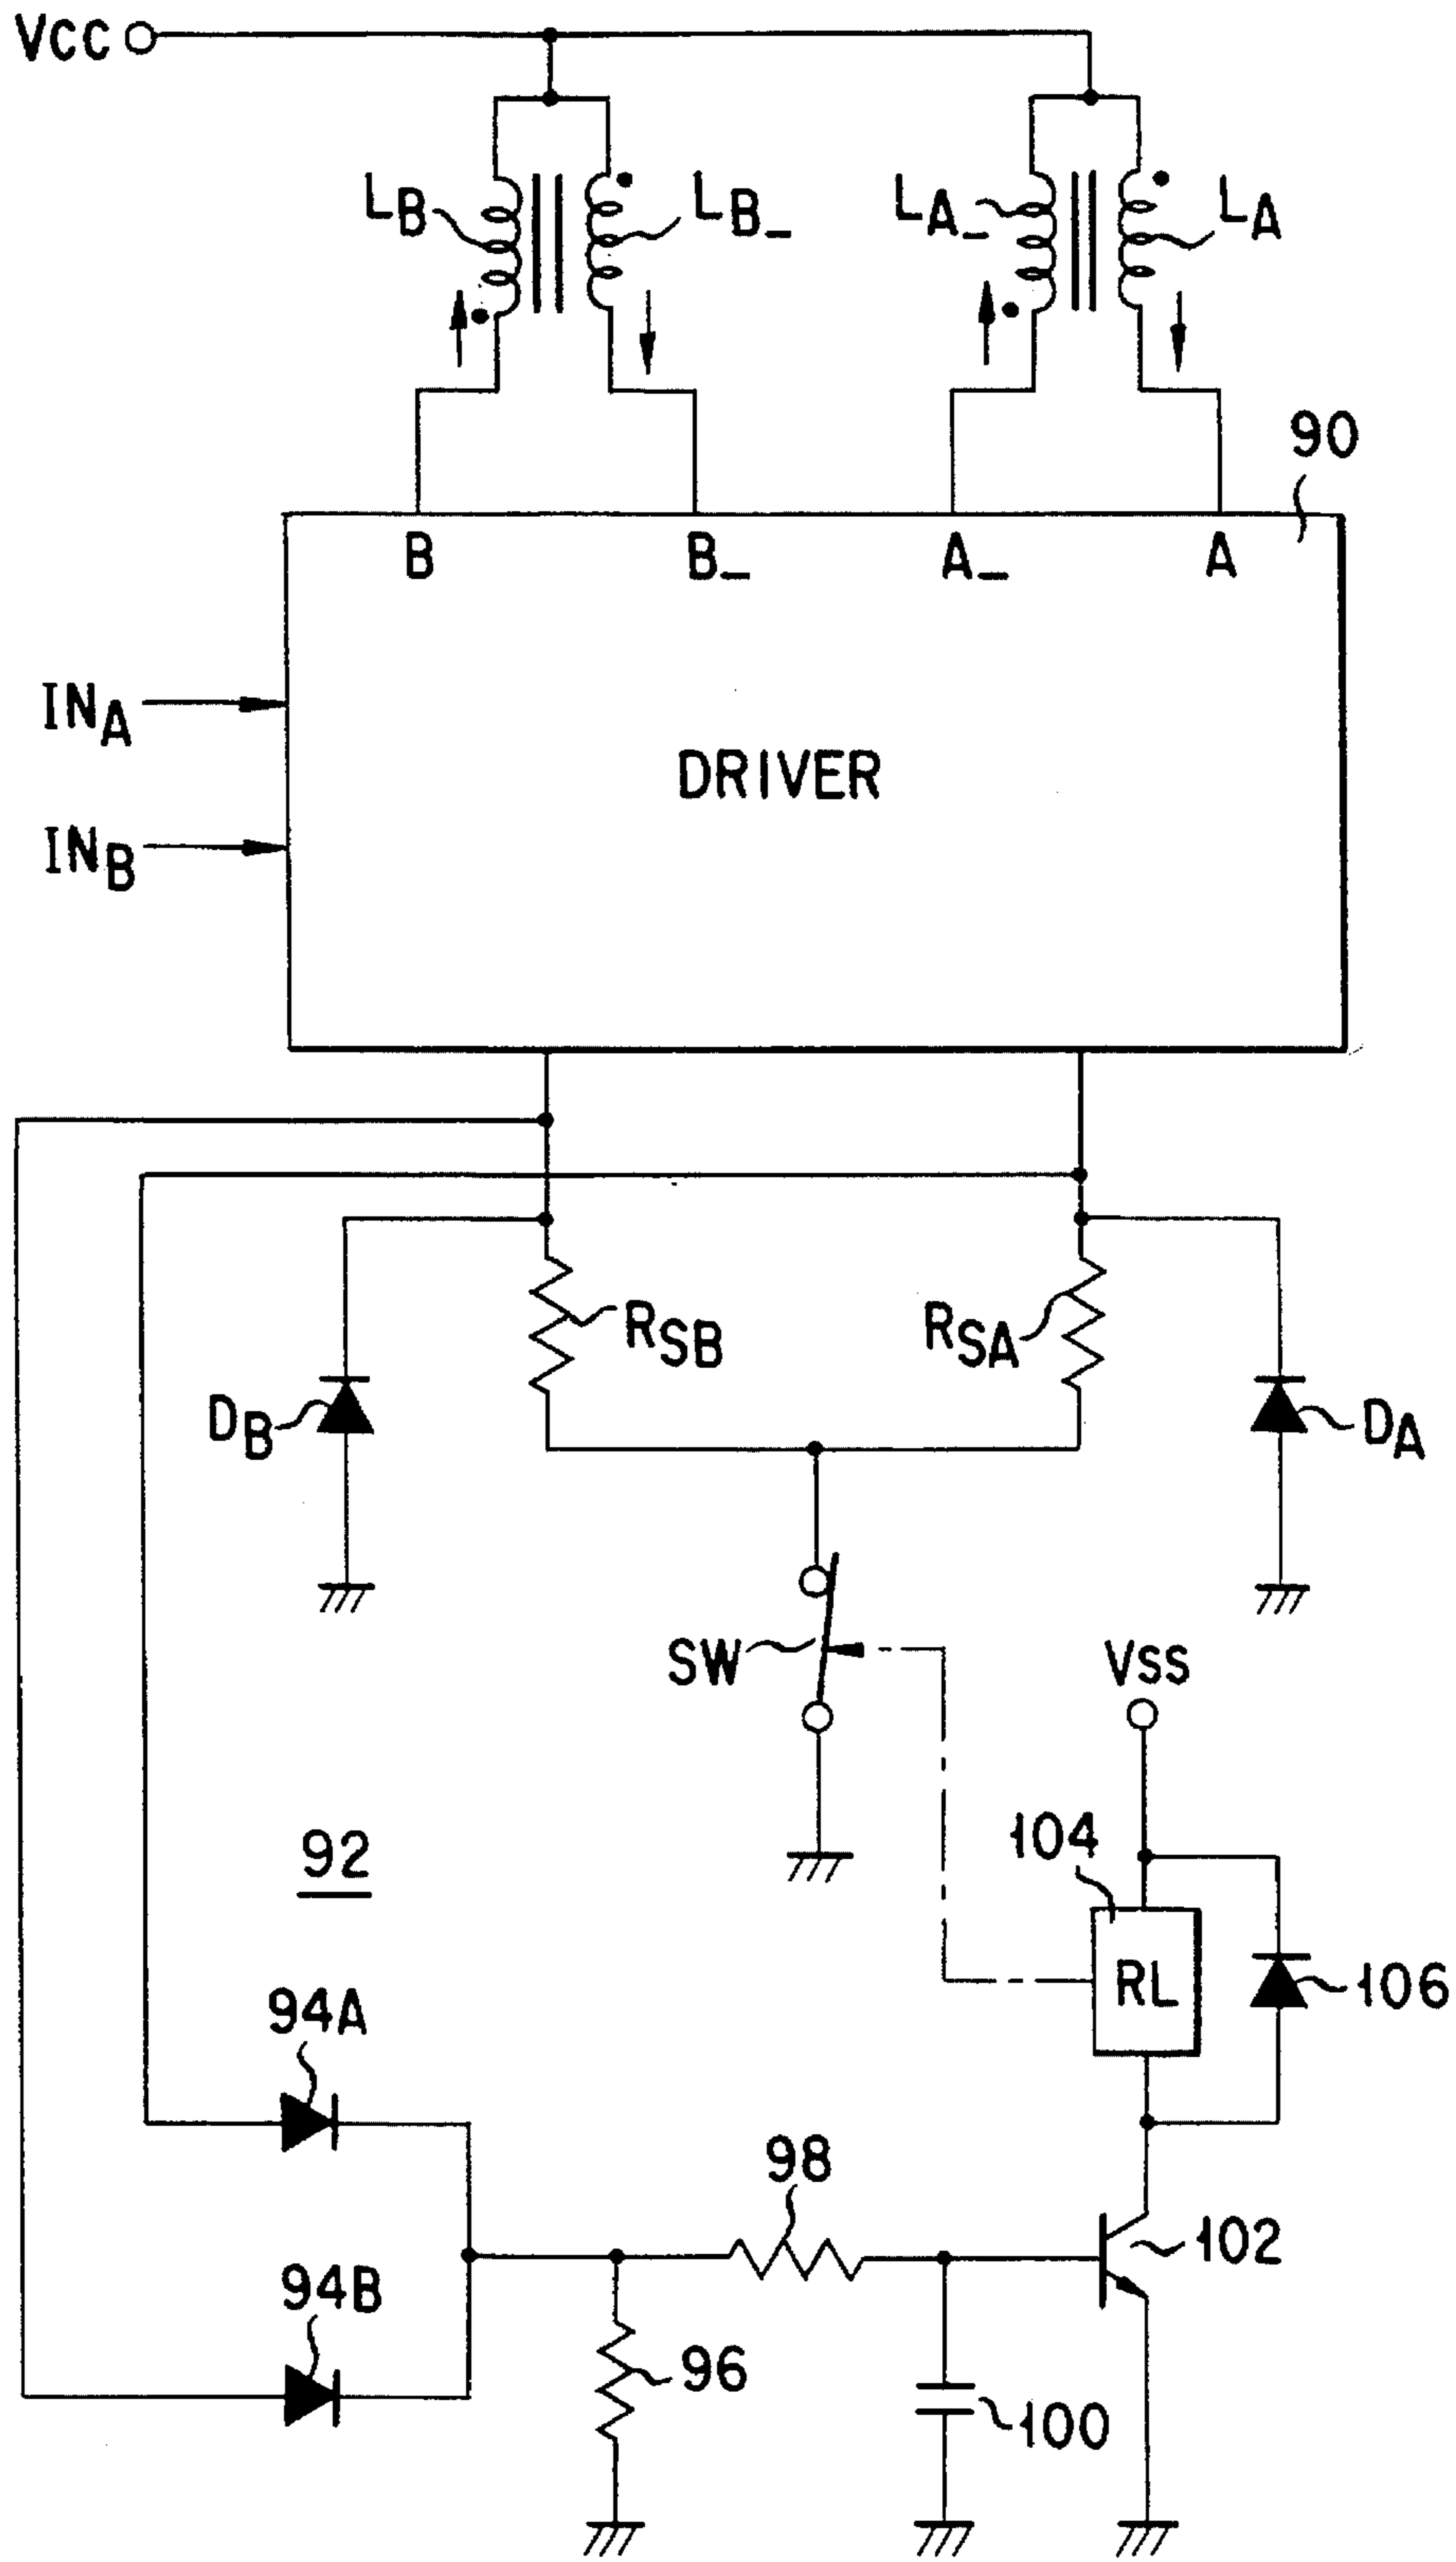 VCC
LB LB_ LA_ LA
90
B B_ A_ A
INA
DRIVER
INB
RSB RSA
DB DA
SW VSS
104
92
RL 106
94A
98
102
94B
96
100